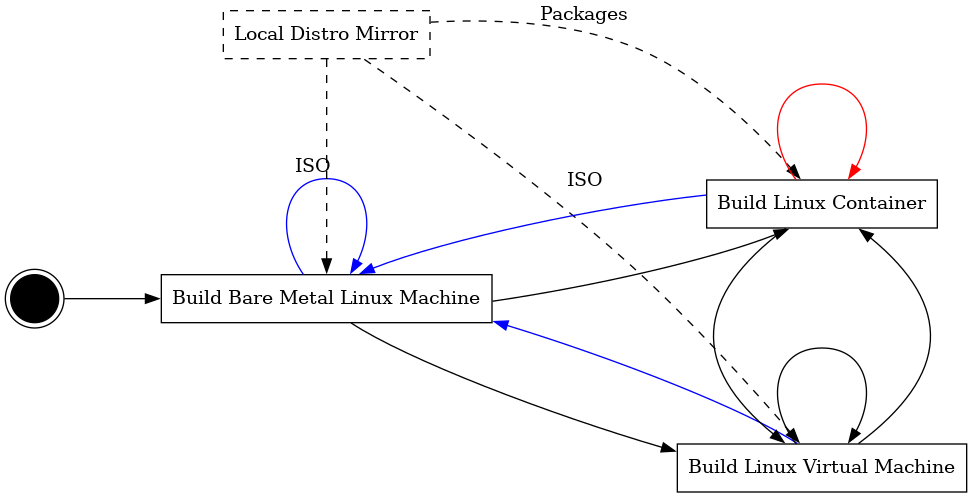 Packages
Local Distro Mirror
ISO
ISO
Build Linux Container
Build Bare Metal Linux Machine
Build Linux Virtual Machine